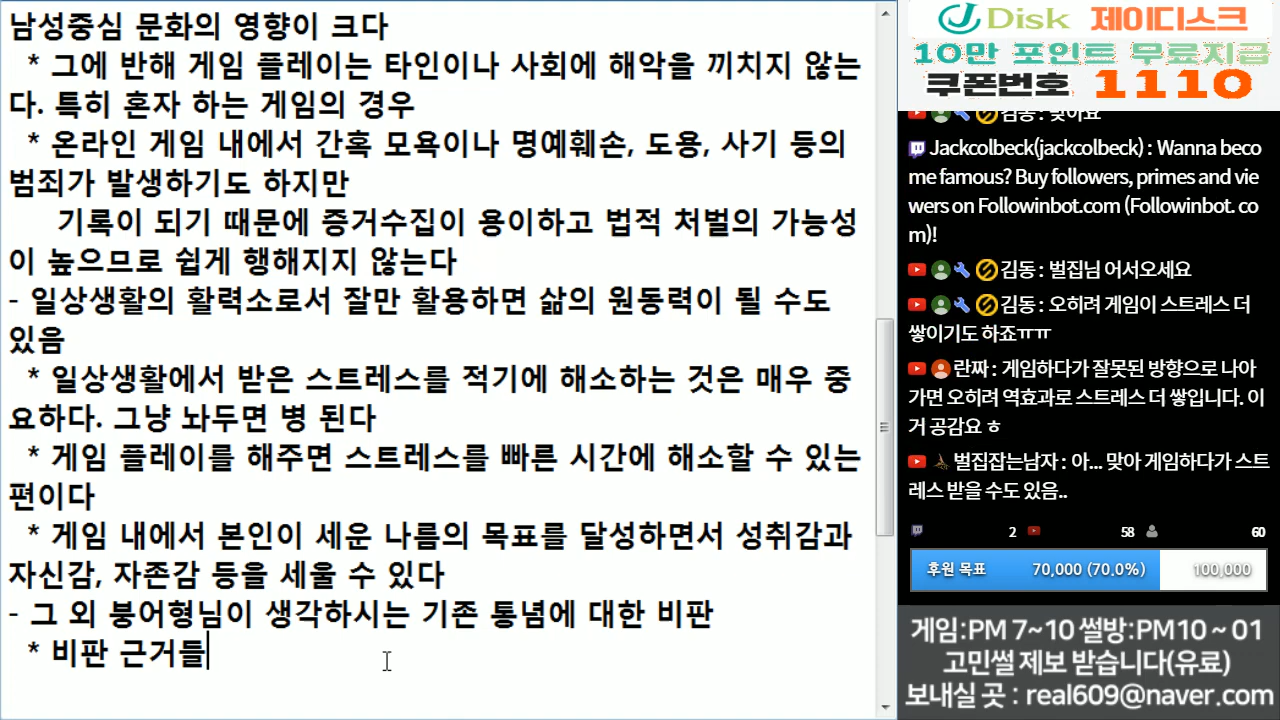 남성중심 문화의 영향이 크다
* 그에 반해 게임 플레이는 타인이나 사회에 해악을 끼치지 않는
다. 특히 혼자 하는 게임의 경우
* 온라인 게임 내에서 간혹 모욕이나 명예훼손, 도용, 사기 등의
범죄가 발생하기도 하지만
기록이 되기 때문에 증거수집이 용이하고 법적 처벌의 가능성
이 높으므로 쉽게 행해지지 않는다
- 일상생활의 활력소로서 잘만 활용하면 삶의 원동력이 될 수도
있음
* 일상생활에서 받은 스트레스를 적기에 해소하는 것은 매우 중
요하다. 그냥 놔두면 병 된다
* 게임 플레이를 해주면 스트레스를 빠른 시간에 해소할 수 있는
편이다
* 게임 내에서 본인이 세운 나름의 목표를 달성하면서 성취감과
자신감, 자존감 등을 세울 수 있다
- 그 외 붕어형님이 생각하시는 기존 통념에 대한 비판
* 비판 근거들
JDisk 제이디스크
10만 포인트 무료지급
쿠폰번호 1110
김동 : 맞아요
Jackcolbeck(jackcolbeck) : Wanna beco
me famous? Buy followers, primes and vie
wers on Followinbot.com (Followinbot. co
m)!
김동 : 벌집님 어서오세요
김동 : 오히려 게임이 스트레스 더
쌓이기도 하죠ㅠㅠ
란짜 : 게임하다가 잘못된 방향으로 나아
가면 오히려 역효과로 스트레스 더 쌓입니다. 이
거 공감요 ㅎ
벌집잡는남자 : 아... 맞아 게임하다가 스트
레스 받을 수도 있음..
2 58 60
후원 목표 70,000 (70.0%) 100,000
게임:PM 7~10 썰방:PM10 ~ 01
고민썰 제보 받습니다(유료)
보내실 곳 : real609@naver.com